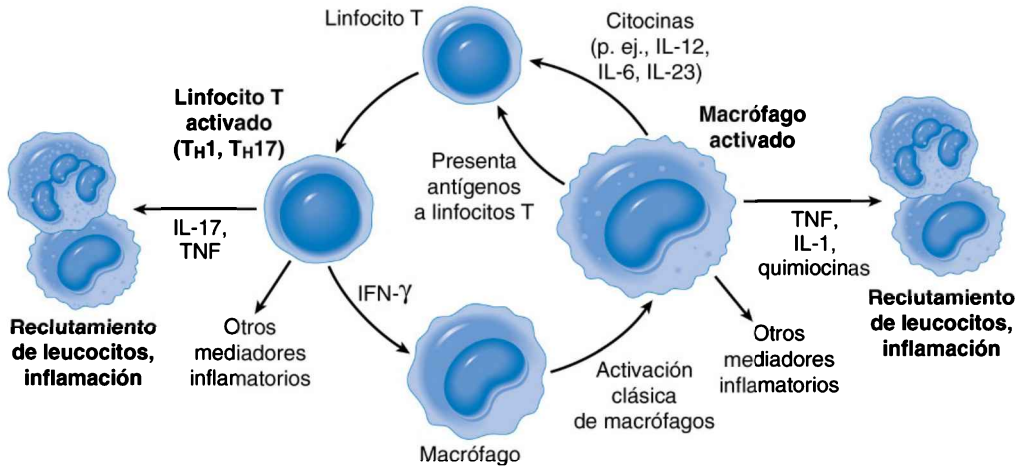 Linfocito T
Citocinas
(p. ej., IL-12,
IL-6, IL-23)
Linfocito T
activado
(TH1, TH17)
Macrófago
activado
Presenta
antígenos
a linfocitos T
IL-17,
TNF
TNF,
IL-1,
quimiocinas
Reclutamiento
de leucocitos,
inflamación
Otros
mediadores
inflamatorios
IFN-γ
Activación
clásica
de macrófagos
Otros
mediadores
inflamatorios
Reclutamiento
de leucocitos,
inflamación
Macrófago